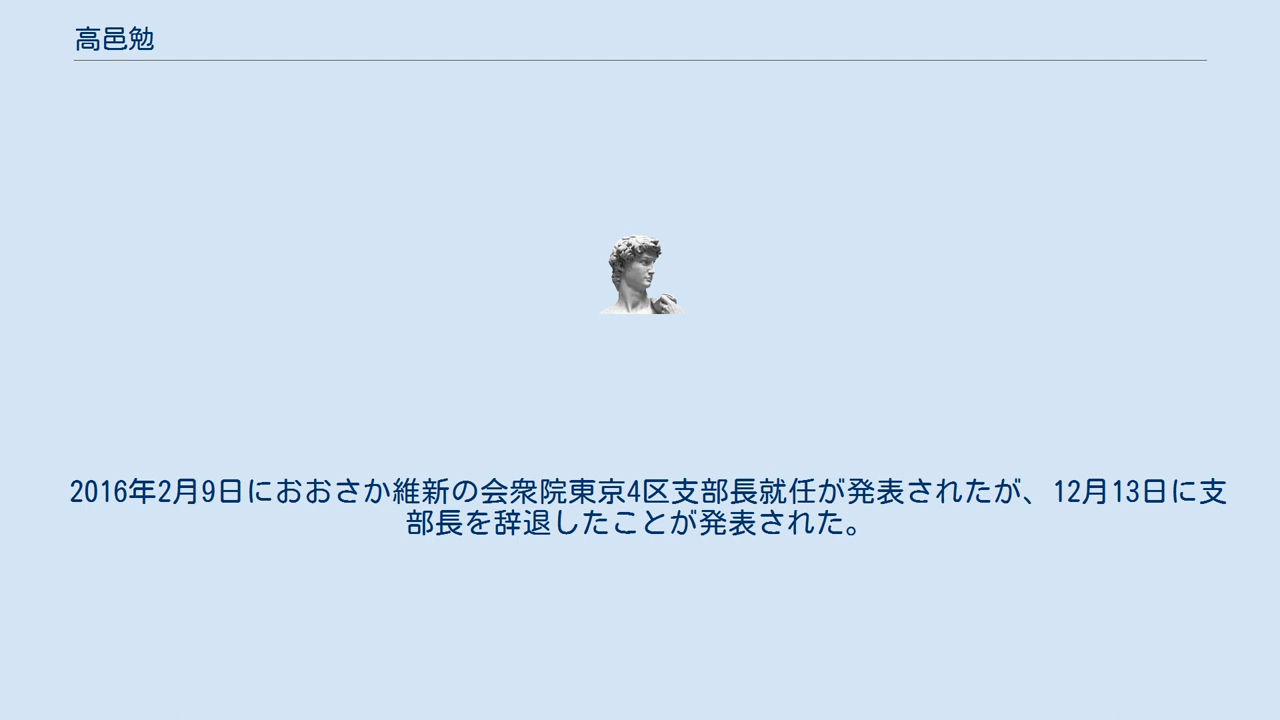 高邑勉
2016年2月9日におおさか維新の会衆院東京4区支部長就任が発表されたが、12月13日に支
部長を辞退したことが発表された。